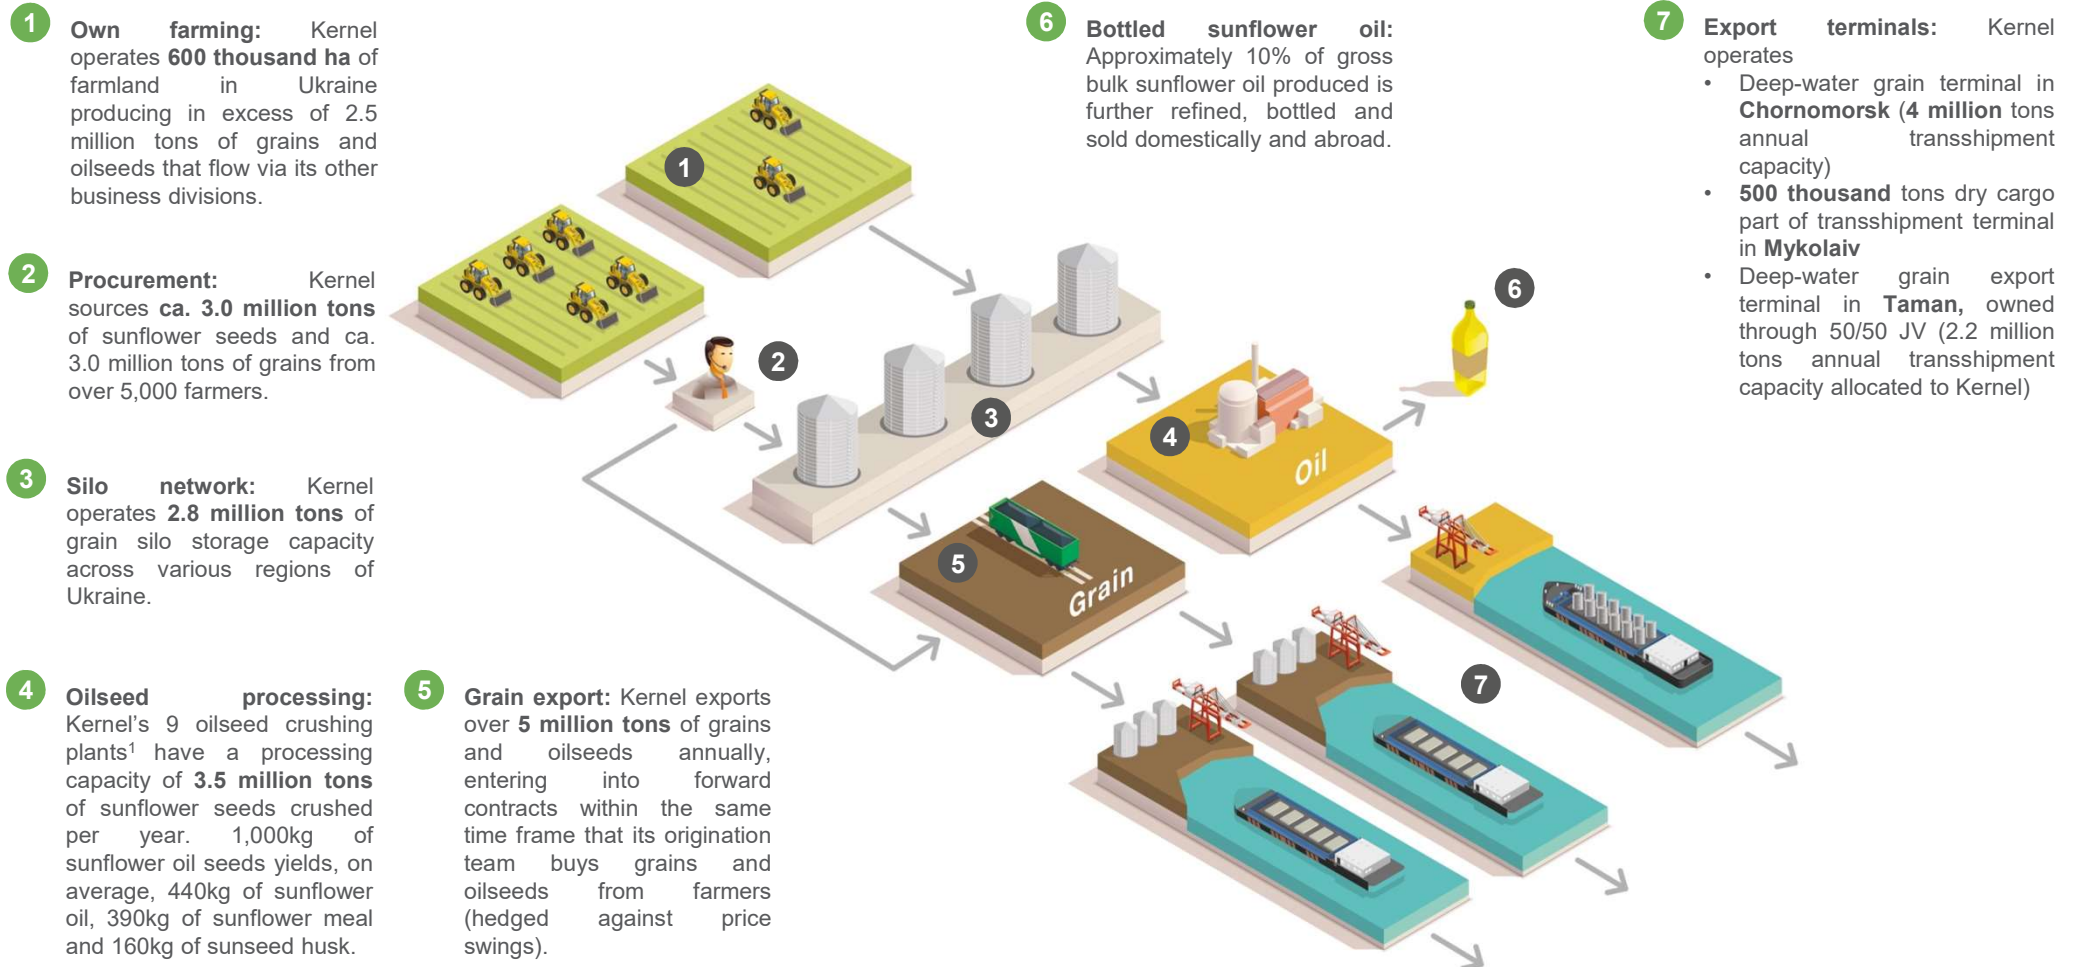 1
Own farming: Kernel
operates 600 thousand ha of
farmland in Ukraine
producing in excess of 2.5
million tons of grains and
oilseeds that flow via its other
business divisions.
2
Procurement: Kernel
sources ca. 3.0 million tons
of sunflower seeds and ca.
3.0 million tons of grains from
over 5,000 farmers.
3
Silo network: Kernel
operates 2.8 million tons of
grain silo storage capacity
across various regions of
Ukraine.
4
Oilseed processing:
Kernel's 9 oilseed crushing
plants¹ have a processing
capacity of 3.5 million tons
of sunflower seeds crushed
per year. 1,000kg of
sunflower oil seeds yields, on
average, 440kg of sunflower
oil, 390kg of sunflower meal
and 160kg of sunseed husk.
5
Grain export: Kernel exports
over 5 million tons of grains
and oilseeds annually,
entering into forward
contracts within the same
time frame that its origination
team buys grains and
oilseeds from farmers
(hedged against price
swings).
6
Bottled sunflower oil:
Approximately 10% of gross
bulk sunflower oil produced is
further refined, bottled and
sold domestically and abroad.
7
Export terminals: Kernel
operates
• Deep-water grain terminal in
Chornomorsk (4 million tons
annual transshipment
capacity)
• 500 thousand tons dry cargo
part of transshipment terminal
in Mykolaiv
• Deep-water grain export
terminal in Taman, owned
through 50/50 JV (2.2 million
tons annual transshipment
capacity allocated to Kernel)
1
2
3
4
Oil
5
Grain
6
7